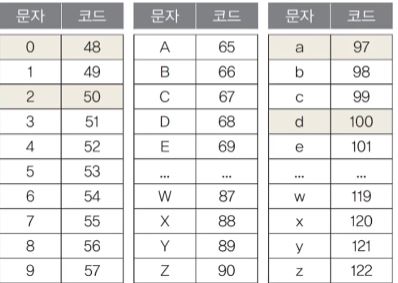 문자 코드 문자 코드 문자 코드
0 48 A 65 a 97
1 49 B 66 b 98
2 50 C 67 c 99
3 51 D 68 d 100
4 52 E 69 e 101
5 53 ... ... ... ...
6 54 W 87 w 119
7 55 X 88 x 120
8 56 Y 89 y 121
9 57 Z 90 z 122